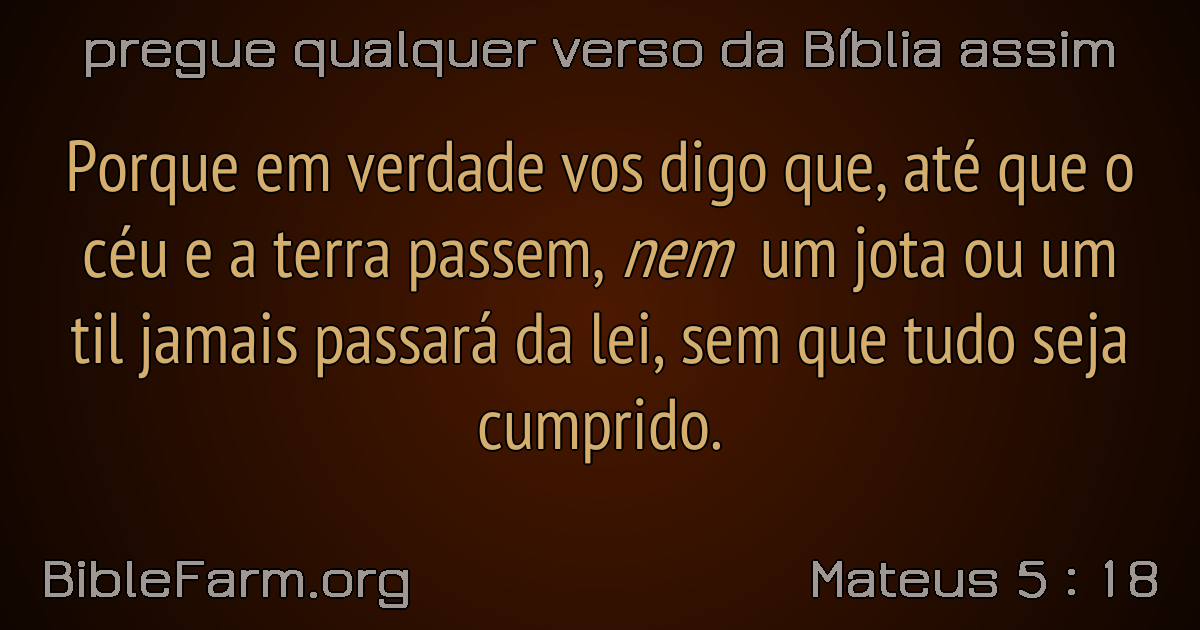 pregue qualquer verso da Bíblia assim
Porque em verdade vos digo que, até que o
céu e a terra passem, nem um jota ou um
til jamais passará da lei, sem que tudo seja
cumprido.
BibleFarm.org
Mateus 5 : 18